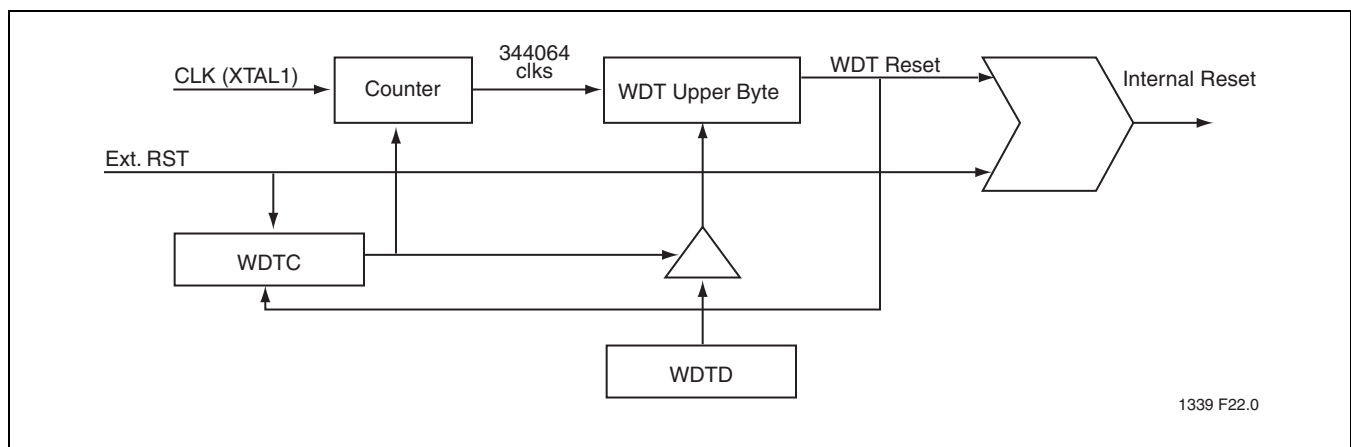 344064
clks
WDT Reset
CLK (XTAL1)
Counter
WDT Upper Byte
Internal Reset
Ext. RST
WDTC
WDTD
1339 F22.0